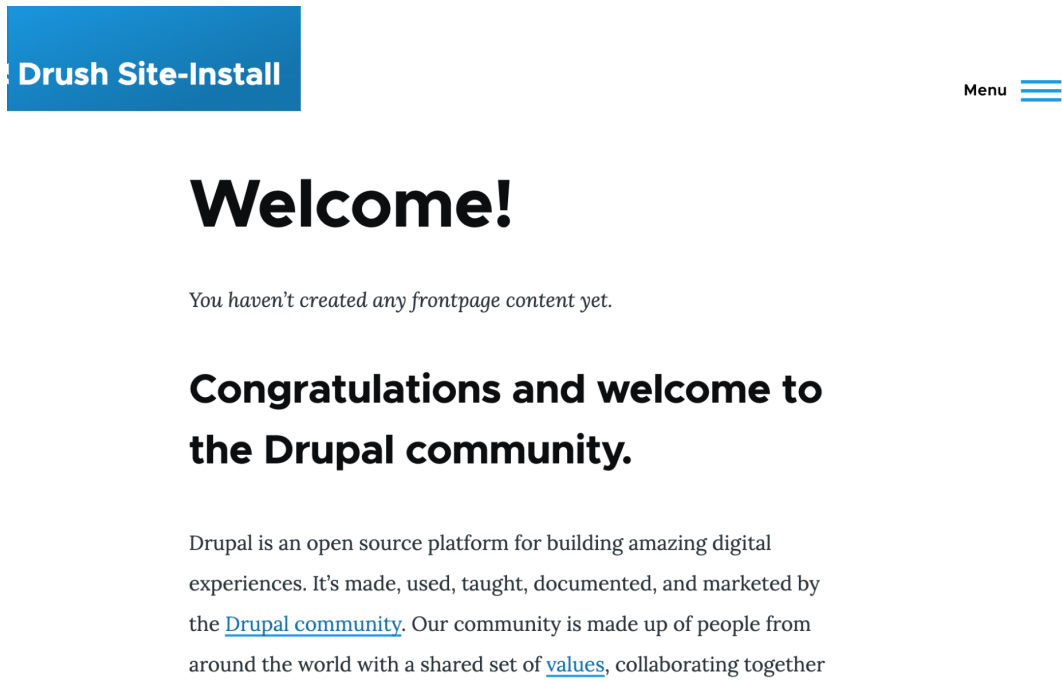 Drush Site-Install
Menu
Welcome!
You haven’t created any frontpage content yet.
Congratulations and welcome to
the Drupal community.
Drupal is an open source platform for building amazing digital
experiences. It’s made, used, taught, documented, and marketed by
the Drupal community. Our community is made up of people from
around the world with a shared set of values, collaborating together